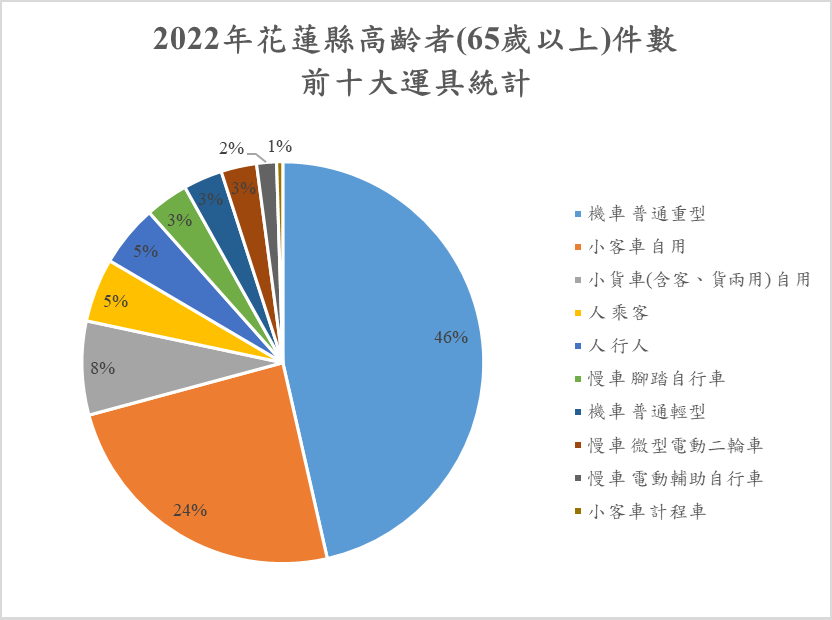 2022年花蓮縣高齡者(65歲以上)件數
前十大運具統計
2%
1%
3%
3%
3%
5%
5%
8%
24%
46%
機車 普通重型
小客車 自用
小貨車(含客、貨兩用) 自用
人 乘客
人 行人
慢車 腳踏自行車
機車 普通輕型
慢車 微型電動二輪車
慢車 電動輔助自行車
小客車 計程車